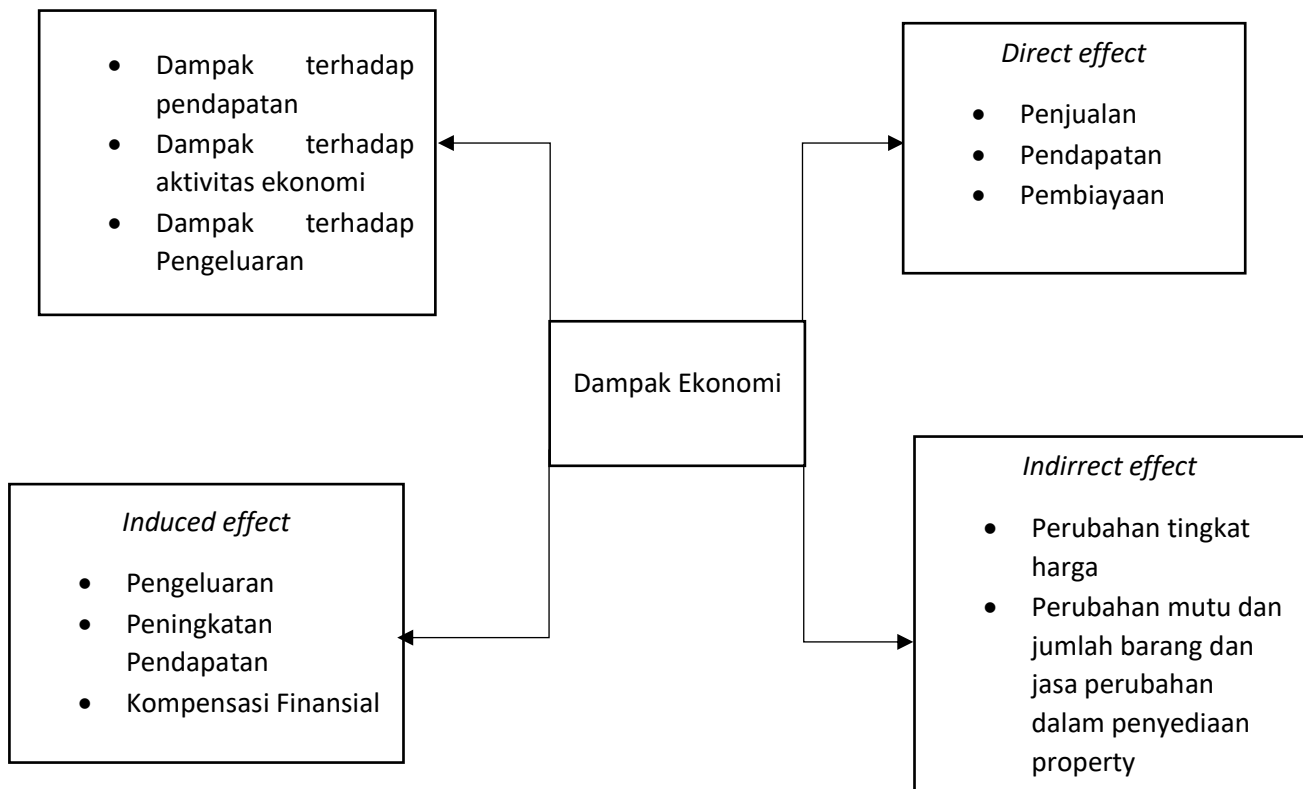 • Dampak terhadap
pendapatan
• Dampak terhadap
aktivitas ekonomi
• Dampak terhadap
Pengeluaran
Direct effect
• Penjualan
• Pendapatan
• Pembiayaan
Dampak Ekonomi
Induced effect
• Pengeluaran
• Peningkatan
Pendapatan
• Kompensasi Finansial
Indirrect effect
• Perubahan tingkat
harga
• Perubahan mutu dan
jumlah barang dan
jasa perubahan
dalam penyediaan
property